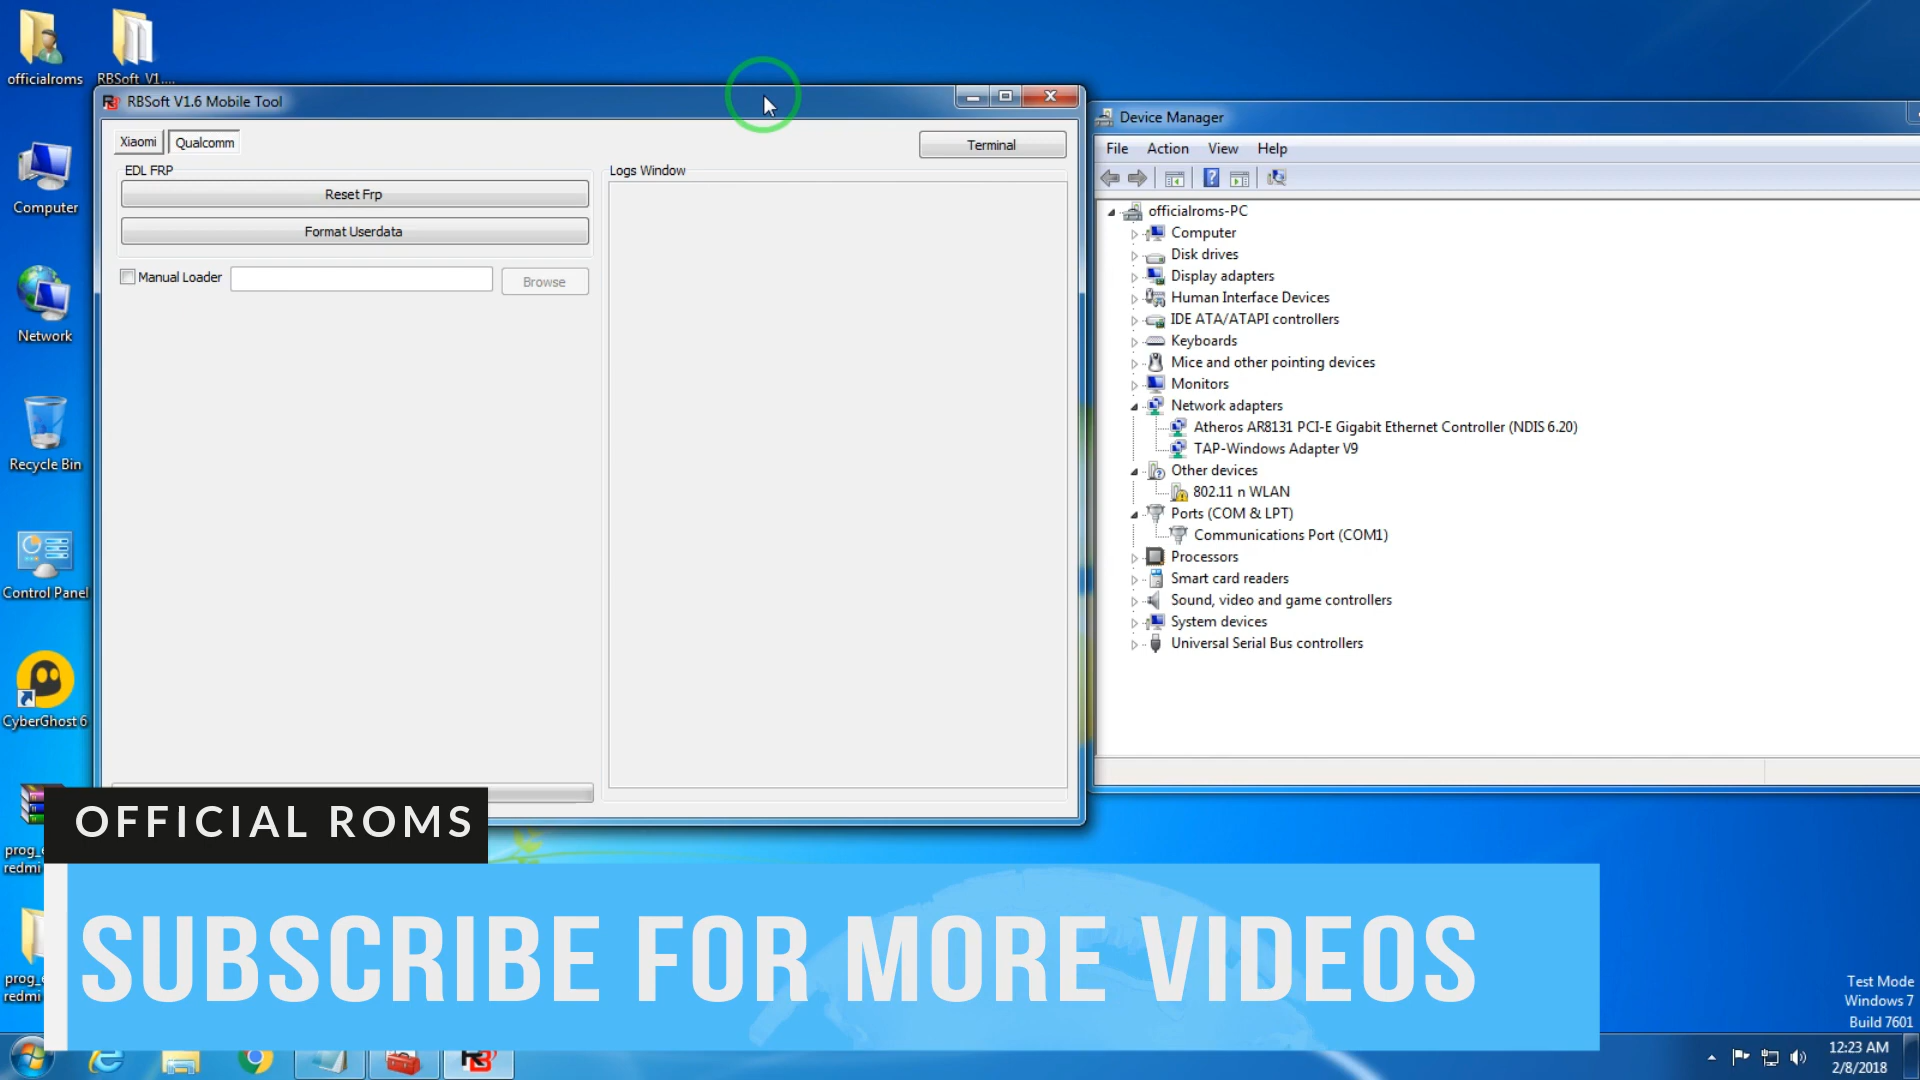 officialroms
RBSoft_V1....
RBSoft V1.6 Mobile Tool
Xiaomi
Qualcomm
Terminal
EDL FRP
Logs Window
Reset Frp
Format Userdata
Manual Loader
Browse
Device Manager
File Action View Help
officialroms-PC
Computer
Disk drives
Display adapters
Human Interface Devices
IDE ATA/ATAPI controllers
Keyboards
Mice and other pointing devices
Monitors
Network adapters
Atheros AR8131 PCI-E Gigabit Ethernet Controller (NDIS 6.20)
TAP-Windows Adapter V9
Other devices
802.11 n WLAN
Ports (COM & LPT)
Communications Port (COM1)
Processors
Smart card readers
Sound, video and game controllers
System devices
Universal Serial Bus controllers
Computer
Network
Recycle Bin
Control Panel
CyberGhost 6
prog_e
redmi
prog_
redmi
OFFICIAL ROMS
SUBSCRIBE FOR MORE VIDEOS
Test Mode
Windows 7
Build 7601
12:23 AM
2/8/2018